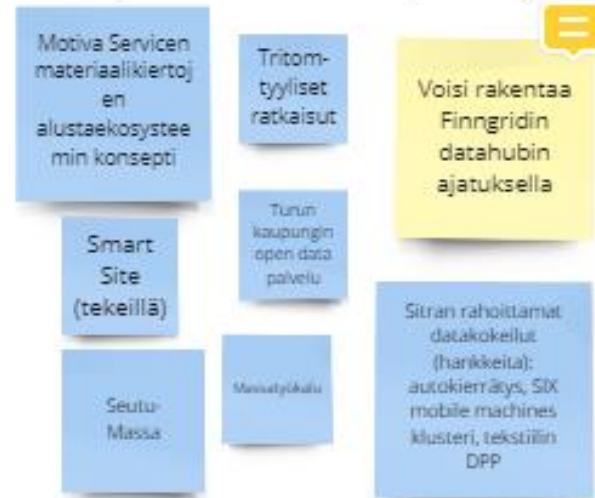 Motiva Servicen
materiaalikiertoj
en
alustaekosystee
min konsepti
Tritom-
tyyliset
ratkaisut
Voisi rakentaa
Finngridin
datahubin
ajatuksella
Smart
Site
(tekeillä)
Turun
kaupungin
open data
palvelu
Seutu-
Massa
Massatyökalu
Sitran rahoittamat
datakokeilut
(hankkeita):
autokierrätys, SIX
mobile machines
klusteri, tekstiilin
DPP